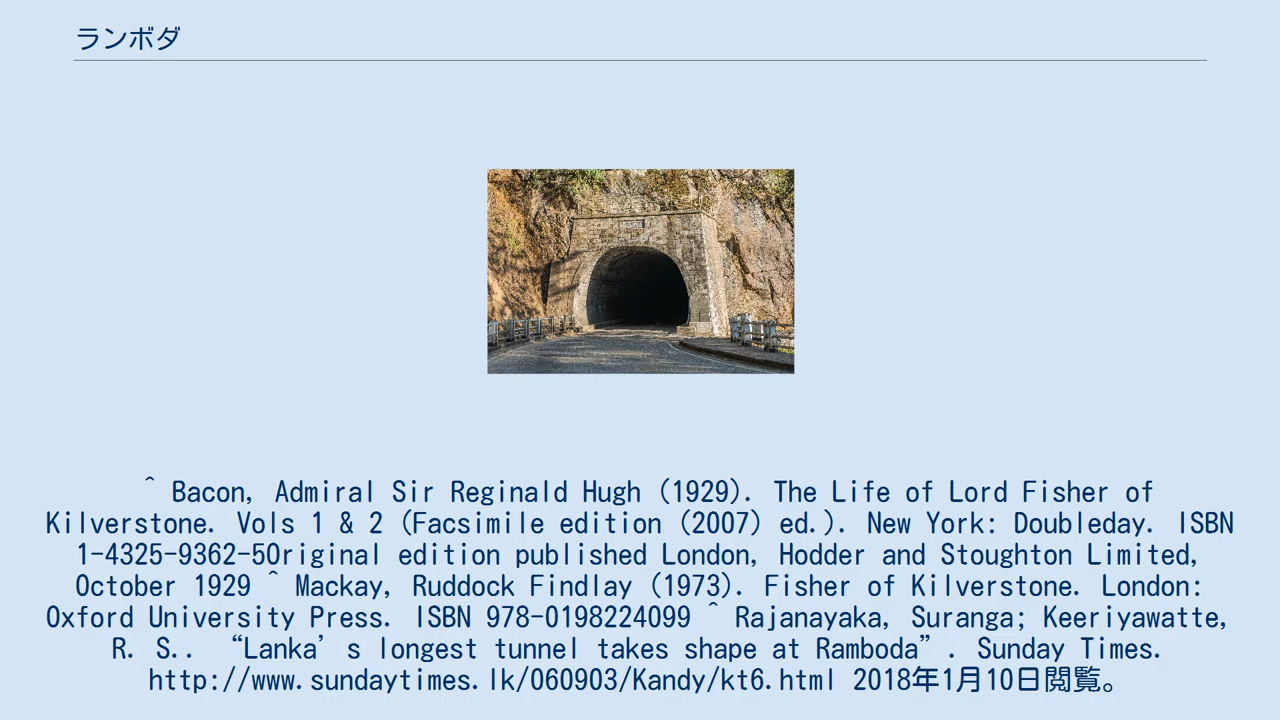 ランボダ
^ Bacon, Admiral Sir Reginald Hugh (1929). The Life of Lord Fisher of
Kilverstone. Vols 1 & 2 (Facsimile edition (2007) ed.). New York: Doubleday. ISBN
1-4325-9362-5Original edition published London, Hodder and Stoughton Limited,
October 1929 ^ Mackay, Ruddock Findlay (1973). Fisher of Kilverstone. London:
Oxford University Press. ISBN 978-0198224099 ^ Rajanayaka, Suranga; Keeriyawatte,
R. S.. “Lanka’s longest tunnel takes shape at Ramboda”. Sunday Times.
http://www.sundaytimes.lk/060903/Kandy/kt6.html 2018年1月10日閲覧。